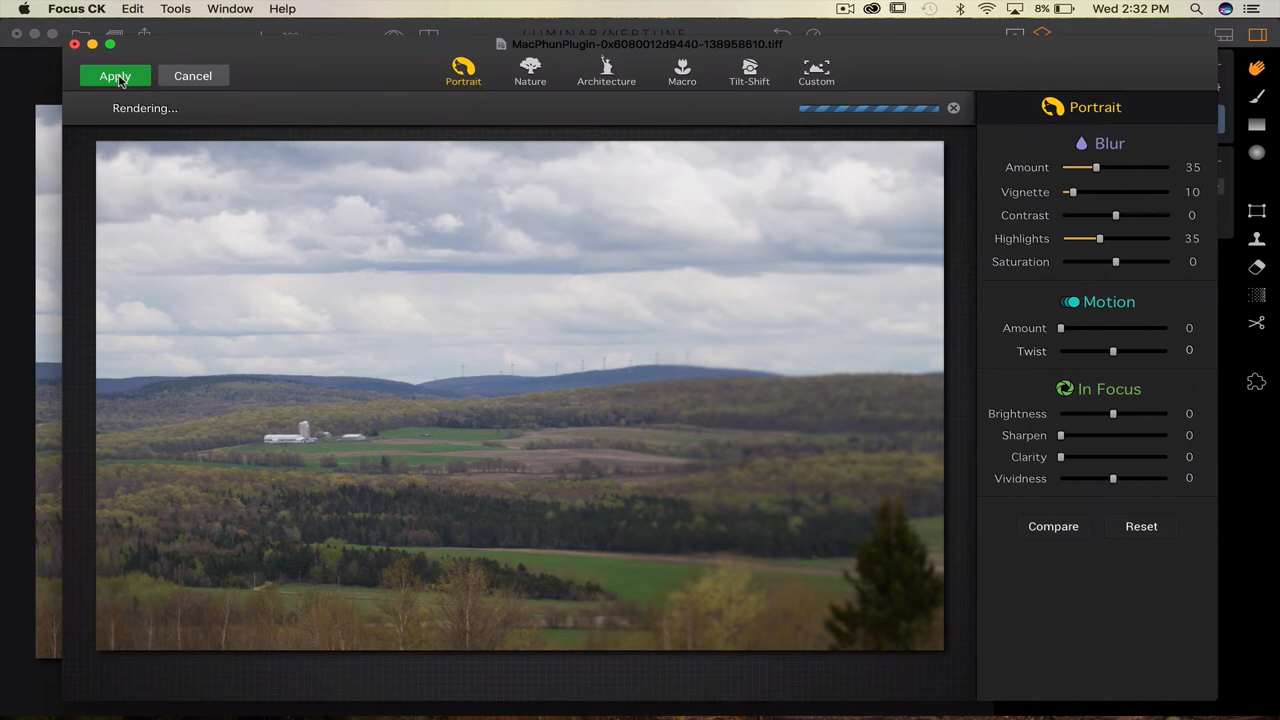 Focus CK Edit Tools Window Help 8% Wed 2:32 PM
LUMINAR/NEPTUNE
MacPhunPlugin-0x6080012d9440-138958610.tiff
Apply Cancel
Portrait Nature Architecture Macro Tilt-Shift Custom
Rendering...
Portrait
Blur
Amount 35
Vignette 10
Contrast 0
Highlights 35
Saturation 0
Motion
Amount 0
Twist 0
In Focus
Brightness 0
Sharpen 0
Clarity 0
Vividness 0
Compare Reset